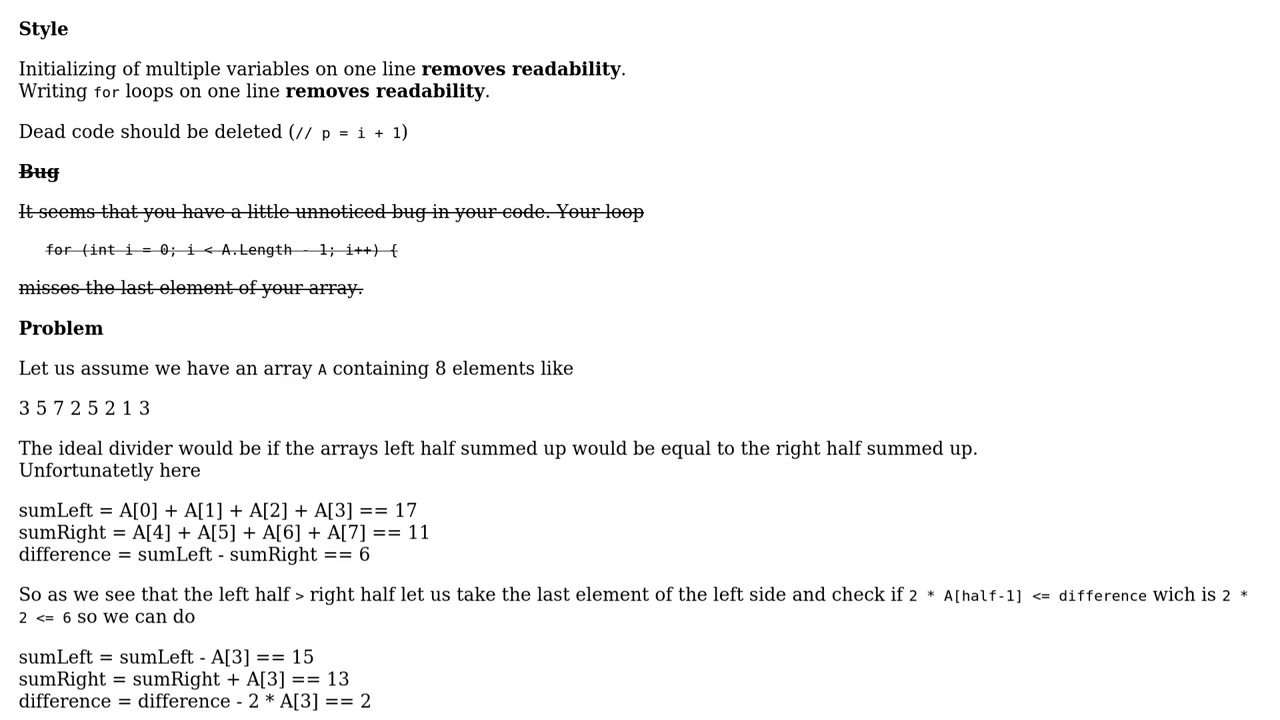 Style
Initializing of multiple variables on one line removes readability.
Writing for loops on one line removes readability.
Dead code should be deleted (// p = i + 1)
Bug
It seems that you have a little unnoticed bug in your code. Your loop
for (int i = 0; i < A.Length - 1; i++) {
misses the last element of your array.
Problem
Let us assume we have an array A containing 8 elements like
3 5 7 2 5 2 1 3
The ideal divider would be if the arrays left half summed up would be equal to the right half summed up.
Unfortunatetly here
sumLeft = A[0] + A[1] + A[2] + A[3] == 17
sumRight = A[4] + A[5] + A[6] + A[7] == 11
difference = sumLeft - sumRight == 6
So as we see that the left half > right half let us take the last element of the left side and check if 2 * A[half-1] <= difference wich is 2 *
2 <= 6 so we can do
sumLeft = sumLeft - A[3] == 15
sumRight = sumRight + A[3] == 13
difference = difference - 2 * A[3] == 2